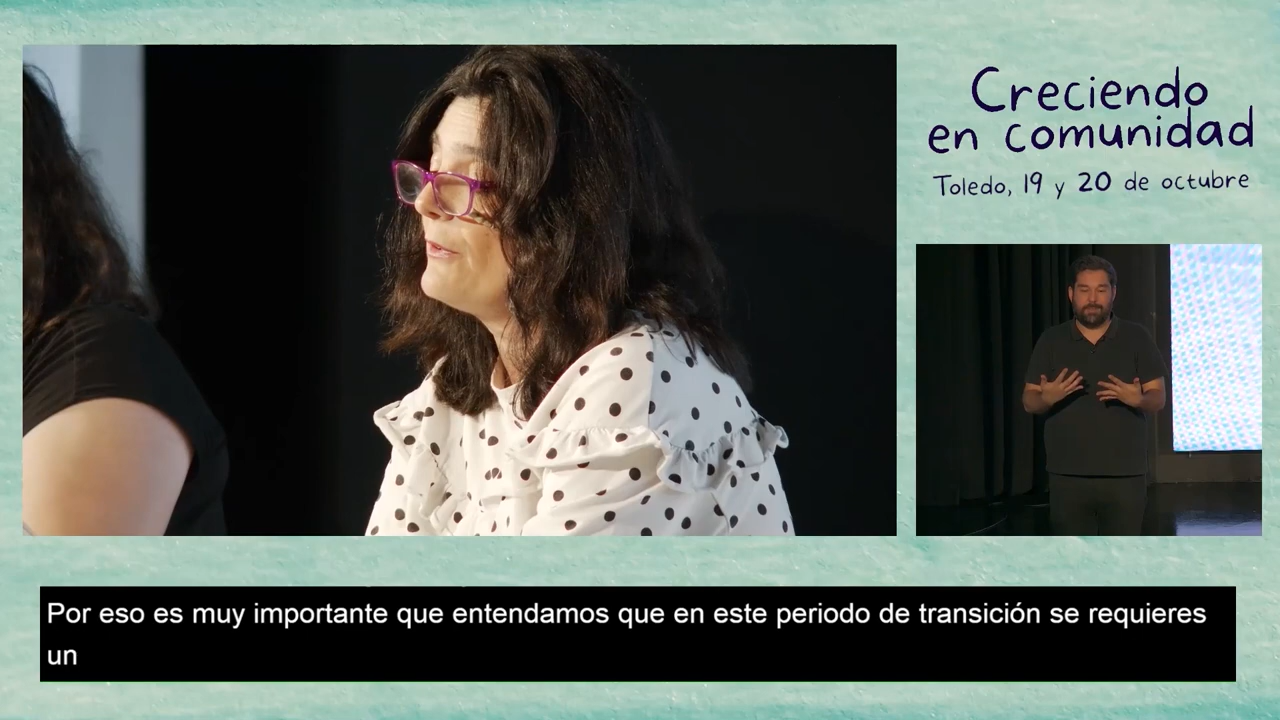 Creciendo
en comunidad
Toledo, 19 y 20 de octubre
Por eso es muy importante que entendamos que en este periodo de transición se requieres
un